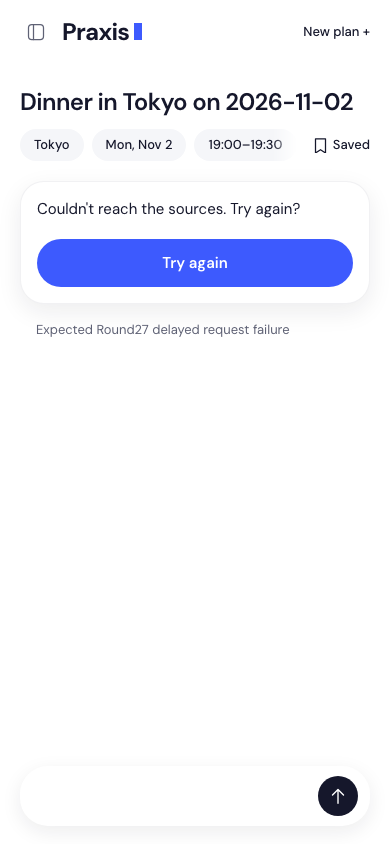 Praxis
New plan +
Dinner in Tokyo on 2026-11-02
Tokyo
Mon, Nov 2
19:00–19:30
Saved
Couldn't reach the sources. Try again?
Try again
Expected Round27 delayed request failure